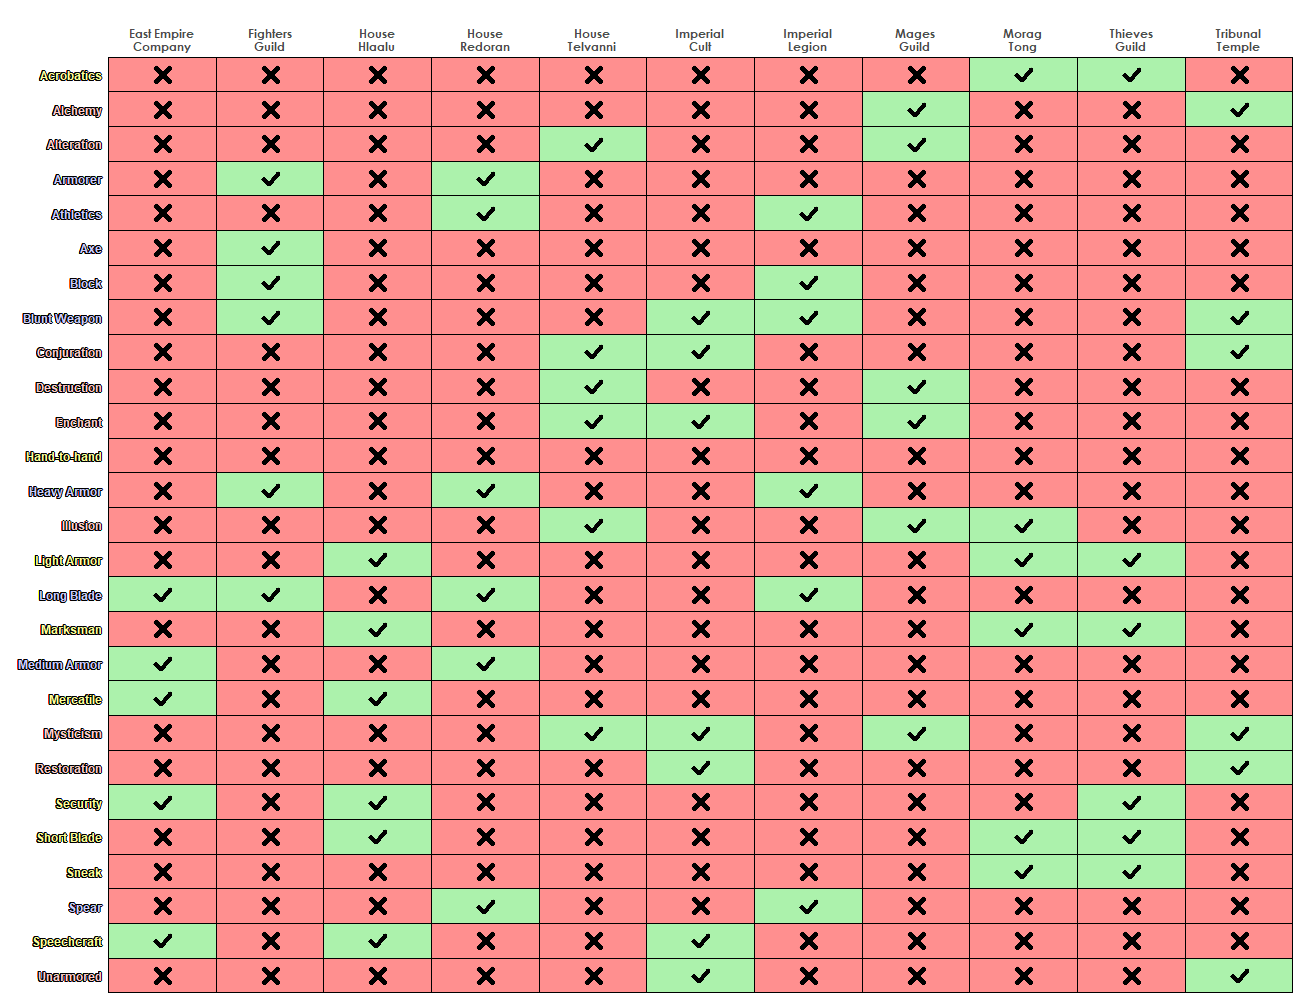 East Empire Company
Fighters Guild
House Hlaalu
House Redoran
House Telvanni
Imperial Cult
Imperial Legion
Mages Guild
Morag Tong
Thieves Guild
Tribunal Temple
Acrobatics
Alchemy
Alteration
Armorer
Athletics
Axe
Block
Blunt Weapon
Conjuration
Destruction
Enchant
Hand-to-hand
Heavy Armor
Illusion
Light Armor
Long Blade
Marksman
Medium Armor
Mercatile
Mysticism
Restoration
Security
Short Blade
Sneak
Spear
Speechcraft
Unarmored